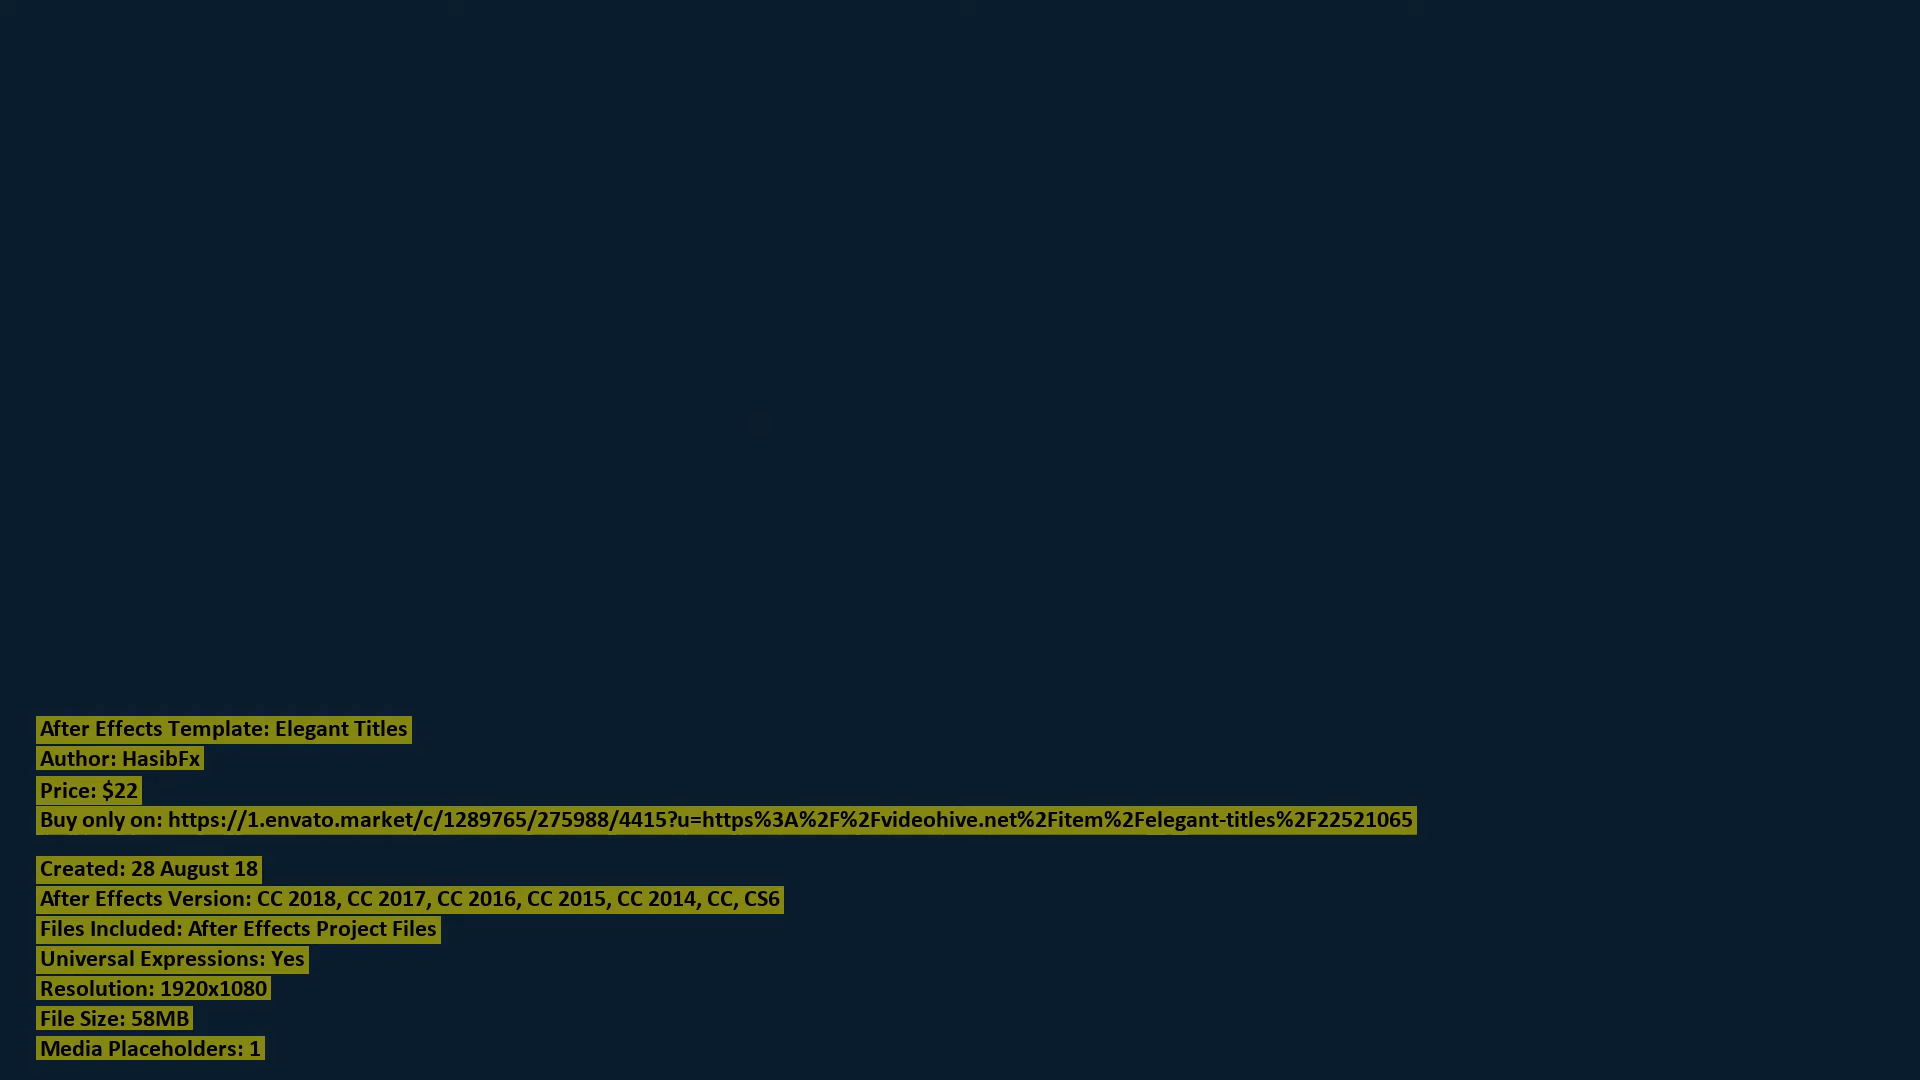 After Effects Template: Elegant Titles
Author: HasibFx
Price: $22
Buy only on: https://1.envato.market/c/1289765/275988/4415?u=https%3A%2F%2Fvideohive.net%2Fitem%2Felegant-titles%2F22521065
Created: 28 August 18
After Effects Version: CC 2018, CC 2017, CC 2016, CC 2015, CC 2014, CC, CS6
Files Included: After Effects Project Files
Universal Expressions: Yes
Resolution: 1920x1080
File Size: 58MB
Media Placeholders: 1